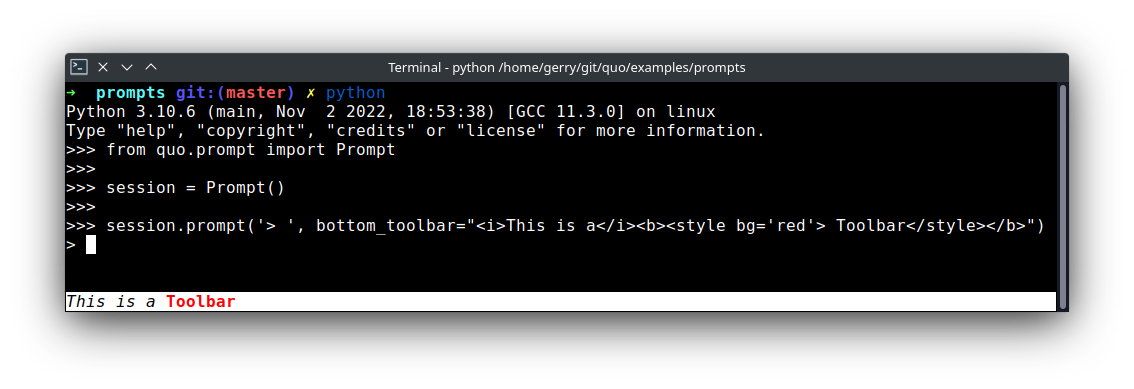 Terminal - python /home/gerry/git/quo/examples/prompts
➜  prompts git:(master) ✗ python
Python 3.10.6 (main, Nov  2 2022, 18:53:38) [GCC 11.3.0] on linux
Type "help", "copyright", "credits" or "license" for more information.
>>> from quo.prompt import Prompt
>>>
>>> session = Prompt()
>>>
>>> session.prompt('> ', bottom_toolbar="<i>This is a</i><b><style bg='red'> Toolbar</style></b>")
>
This is a Toolbar